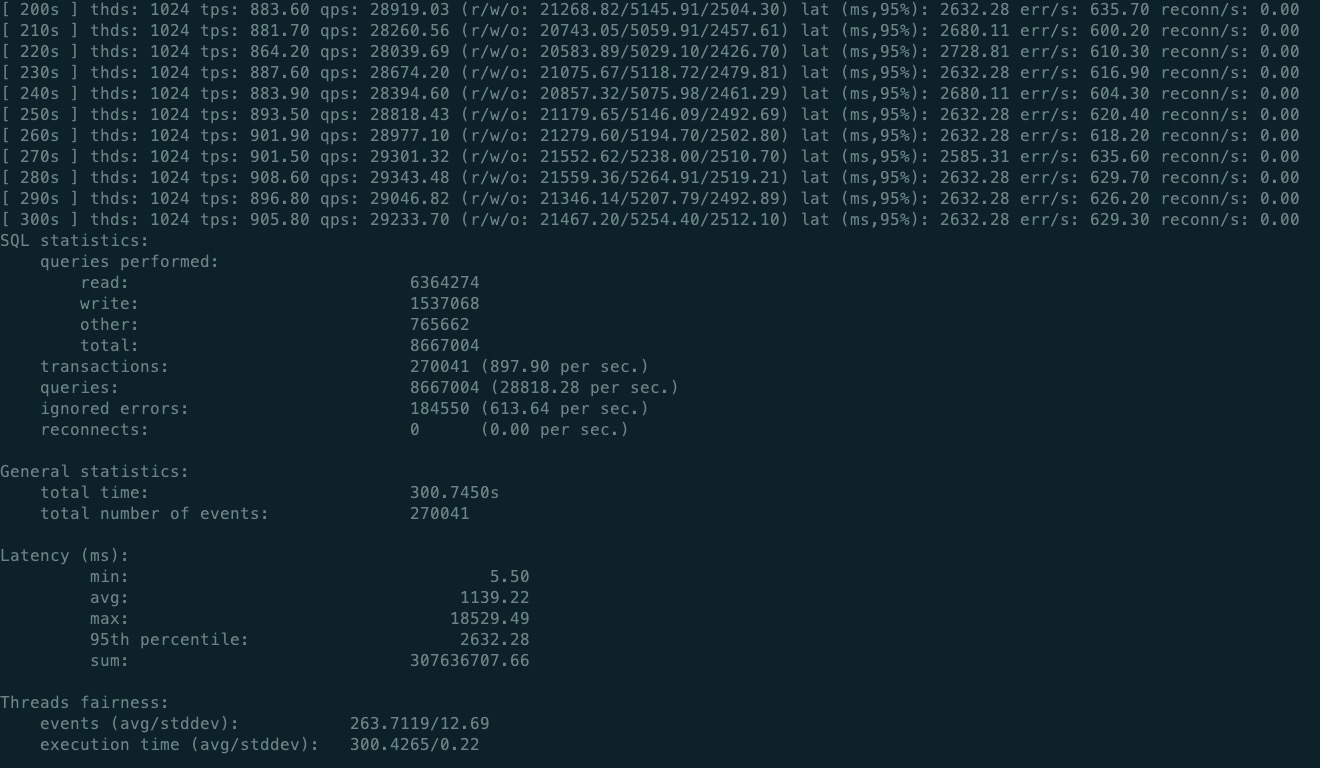 [ 200s ] thds: 1024 tps: 883.60 qps: 28919.03 (r/w/o: 21268.82/5145.91/2504.30) lat (ms,95%): 2632.28 err/s: 635.70 reconn/s: 0.00
[ 210s ] thds: 1024 tps: 881.70 qps: 28260.56 (r/w/o: 20743.05/5059.91/2457.61) lat (ms,95%): 2680.11 err/s: 600.20 reconn/s: 0.00
[ 220s ] thds: 1024 tps: 864.20 qps: 28039.69 (r/w/o: 20583.89/5029.10/2426.70) lat (ms,95%): 2728.81 err/s: 610.30 reconn/s: 0.00
[ 230s ] thds: 1024 tps: 887.60 qps: 28674.20 (r/w/o: 21075.67/5118.72/2479.81) lat (ms,95%): 2632.28 err/s: 616.90 reconn/s: 0.00
[ 240s ] thds: 1024 tps: 883.90 qps: 28394.60 (r/w/o: 20857.32/5075.98/2461.29) lat (ms,95%): 2680.11 err/s: 604.30 reconn/s: 0.00
[ 250s ] thds: 1024 tps: 893.50 qps: 28818.43 (r/w/o: 21179.65/5146.09/2492.69) lat (ms,95%): 2632.28 err/s: 620.40 reconn/s: 0.00
[ 260s ] thds: 1024 tps: 901.90 qps: 28977.10 (r/w/o: 21279.60/5194.70/2502.80) lat (ms,95%): 2632.28 err/s: 618.20 reconn/s: 0.00
[ 270s ] thds: 1024 tps: 901.50 qps: 29301.32 (r/w/o: 21552.62/5238.00/2510.70) lat (ms,95%): 2585.31 err/s: 635.60 reconn/s: 0.00
[ 280s ] thds: 1024 tps: 908.60 qps: 29343.48 (r/w/o: 21559.36/5264.91/2519.21) lat (ms,95%): 2632.28 err/s: 629.70 reconn/s: 0.00
[ 290s ] thds: 1024 tps: 896.80 qps: 29046.82 (r/w/o: 21346.14/5207.79/2492.89) lat (ms,95%): 2632.28 err/s: 626.20 reconn/s: 0.00
[ 300s ] thds: 1024 tps: 905.80 qps: 29233.70 (r/w/o: 21467.20/5254.40/2512.10) lat (ms,95%): 2632.28 err/s: 629.30 reconn/s: 0.00
SQL statistics:
queries performed:
read: 6364274
write: 1537068
other: 765662
total: 8667004
transactions: 270041 (897.90 per sec.)
queries: 8667004 (28818.28 per sec.)
ignored errors: 184550 (613.64 per sec.)
reconnects: 0 (0.00 per sec.)
General statistics:
total time: 300.7450s
total number of events: 270041
Latency (ms):
min: 5.50
avg: 1139.22
max: 18529.49
95th percentile: 2632.28
sum: 307636707.66
Threads fairness:
events (avg/stddev): 263.7119/12.69
execution time (avg/stddev): 300.4265/0.22